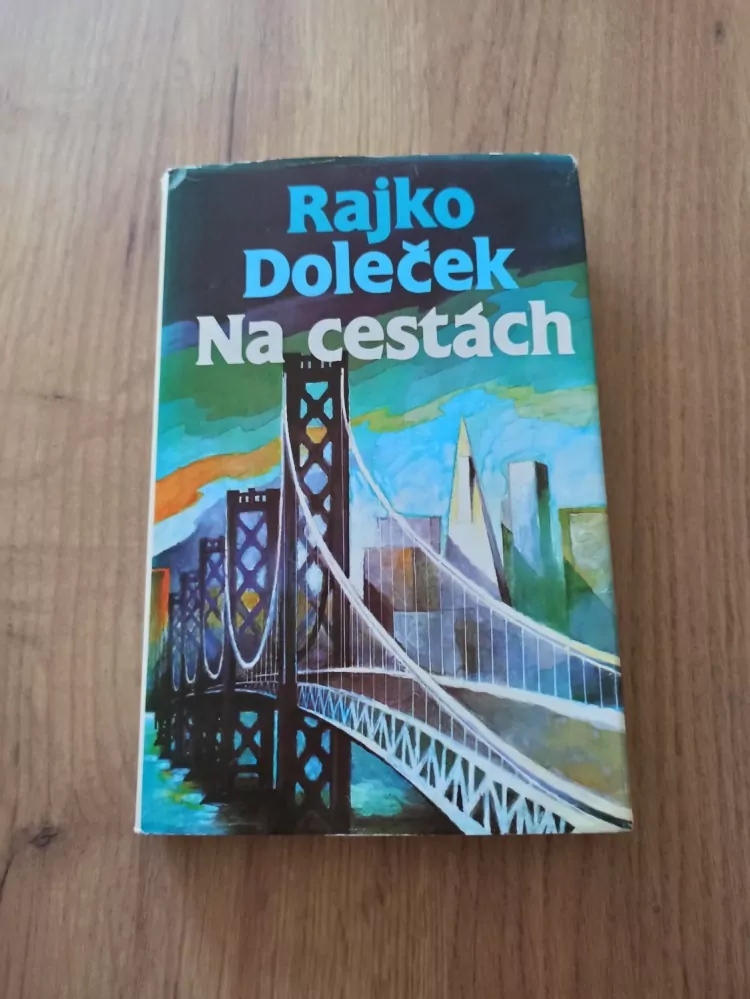 Rajko
Doleček
Na cestách